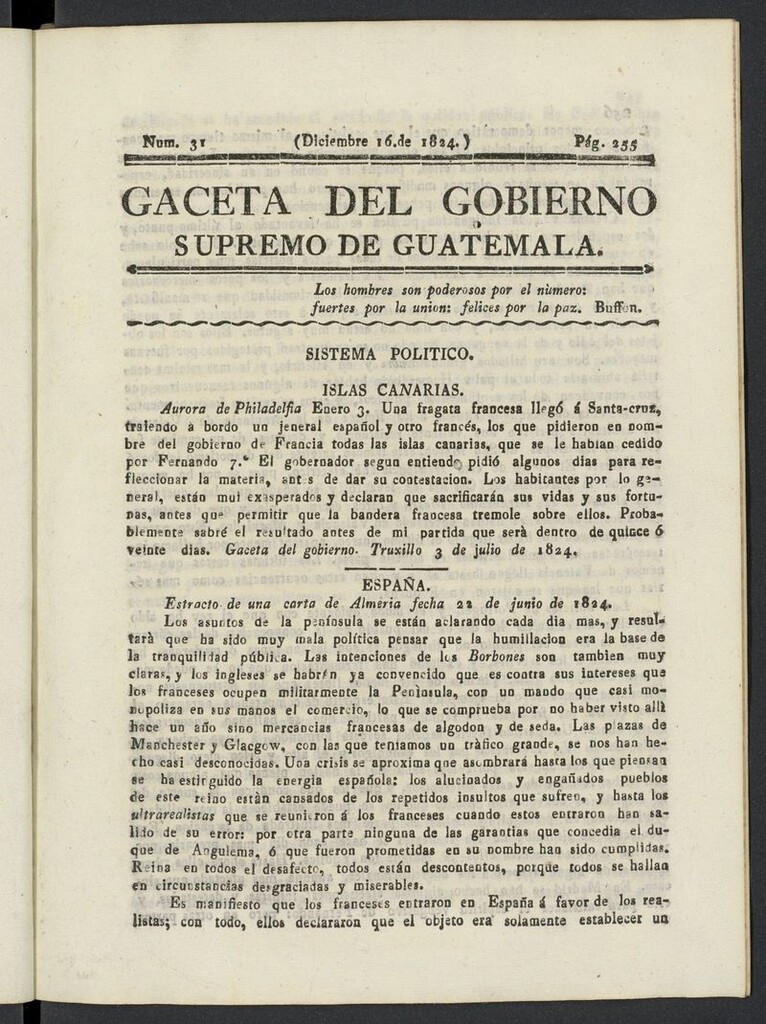 Num. 31 (Diciembre 16.de 1824.) Pág. 255
GACETA DEL GOBIERNO
SUPREMO DE GUATEMALA.
Los hombres son poderosos por el número:
fuertes por la union: felices por la paz. Buffon.
SISTEMA POLITICO.
ISLAS CANARIAS.
Aurora de Philadelfia Enero 3. Una fragata francesa llegó á Santa-cruz,
traiendo à bordo un jeneral español y otro francés, los que pidieron en nom-
bre del gobierno de Francia todas las islas canarias, que se le habian cedido
por Fernando 7.º El gobernador segun entiendo pidió algunos dias para re-
fleccionar la materia, antes de dar su contestacion. Los habitantes por lo ge-
neral, están mui exasperados y declaran que sacrificarán sus vidas y sus fortu-
nas, antes que permitir que la bandera francesa tremole sobre ellos. Proba-
blemente sabré el resultado antes de mi partida que será dentro de quince ó
veinte dias. Gaceta del gobierno. Truxillo 3 de julio de 1824.
ESPAÑA.
Estracto de una carta de Almeria fecha 22 de junio de 1824.
Los asuntos de la península se están aclarando cada dia mas, y resul-
tarà que ha sido muy mala política pensar que la humillacion era la base de
la tranquilidad pública. Las intenciones de los Borbones son tambien muy
claras, y los ingleses se habrán ya convencido que es contra sus intereses que
los franceses ocupen militarmente la Peninsula, con un mando que casi mo-
nopoliza en sus manos el comercio, lo que se comprueba por no haber visto allì
hace un año sino mercancias francesas de algodon y de seda. Las plazas de
Manchester y Glacgow, con las que teniamos un tràfico grande, se nos han he-
cho casi desconocidas. Una crisis se aproxima que asombrará hasta los que piensan
se ha estinguido la energia española: los alucinados y engañados pueblos
de este reino estàn cansados de los repetidos insultos que sufren, y hasta los
ultrarealistas que se reunieron á los franceses cuando estos entraron han sa-
lido de su error: por otra parte ninguna de las garantias que concedia el du-
que de Angulema, ó que fueron prometidas en su nombre han sido cumplidas.
Reina en todos el desafecto, todos están descontentos, porque todos se hallan
en circunstancias desgraciadas y miserables.
Es manifiesto que los franceses entraron en España á favor de los rea-
listas; con todo, ellos declararon que el objeto era solamente establecer un